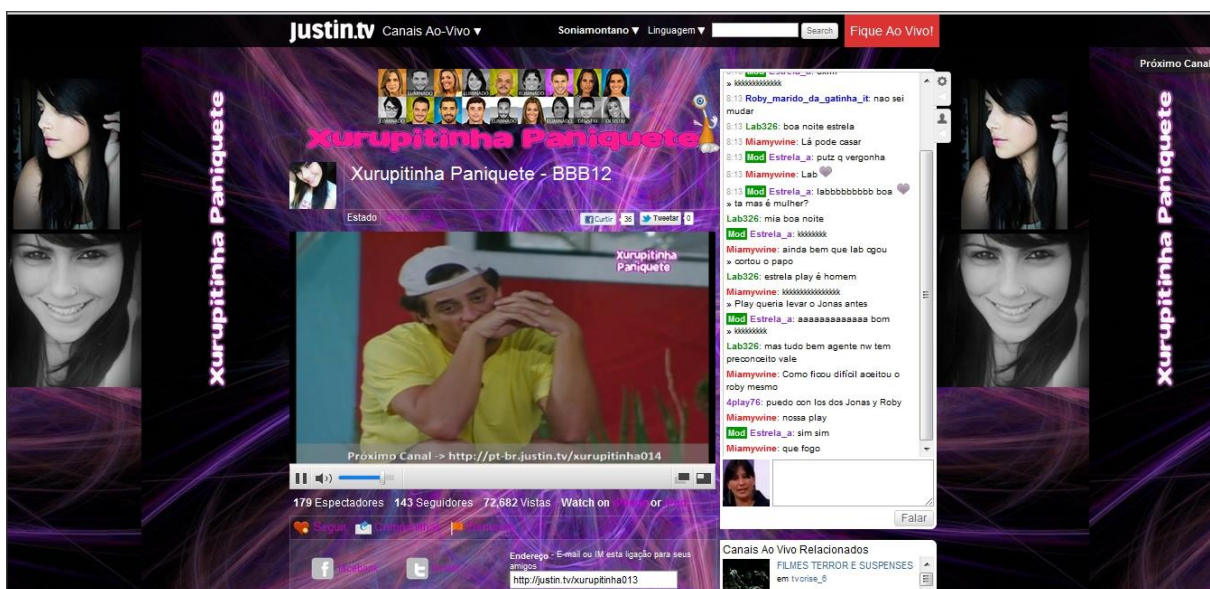 Justin.tv Canais Ao-Vivo ▼ Soniamontano ▼ Linguagem ▼ Search Fique Ao Vivo!
Próximo Canal
Xurupitinha Paniquete
Xurupitinha Paniquete
Xurupitinha Paniquete
Xurupitinha Paniquete - BBB12
Estado
Curtir 36 Tweetar 0
Xurupitinha
Paniquete
Próximo Canal -> http://pt-br.justin.tv/xurupitinha014
179 Espectadores 143 Seguidores 72,682 Vistas Watch on or
Seguir
facebook
Endereço - E-mail ou IM esta ligação para seus
amigos
http://justin.tv/xurupitinha013
» kkkkkkkkkkkkk
8:13 Roby_marido_da_gatinha_it: nao sei
mudar
8:13 Lab326: boa noite estrela
8:13 Miamywine: Lá pode casar
8:13 Mod Estrela_a: putz q vergonha
8:13 Miamywine: Lab
8:13 Mod Estrela_a: labbbbbbbbb boa
» ta mas é mulher?
Lab326: mia boa noite
Mod Estrela_a: kkkkkkkk
Miamywine: ainda bem que lab cgou
» cortou o papo
Lab326: estrela play é homem
Miamywine: kkkkkkkkkkkkkkk
» Play queria levar o Jonas antes
Mod Estrela_a: aaaaaaaaaaaaa bom
» kkkkkkkkk
Lab326: mas tudo bem agente nw tem
preconceito vale
Miamywine: Como ficou difícil aceitou o
roby mesmo
4play76: puedo con los dos Jonas y Roby
Miamywine: nossa play
Mod Estrela_a: sim sim
Miamywine: que fogo
Falar
Canais Ao Vivo Relacionados
FILMES TERROR E SUSPENSES
em tvorise_6